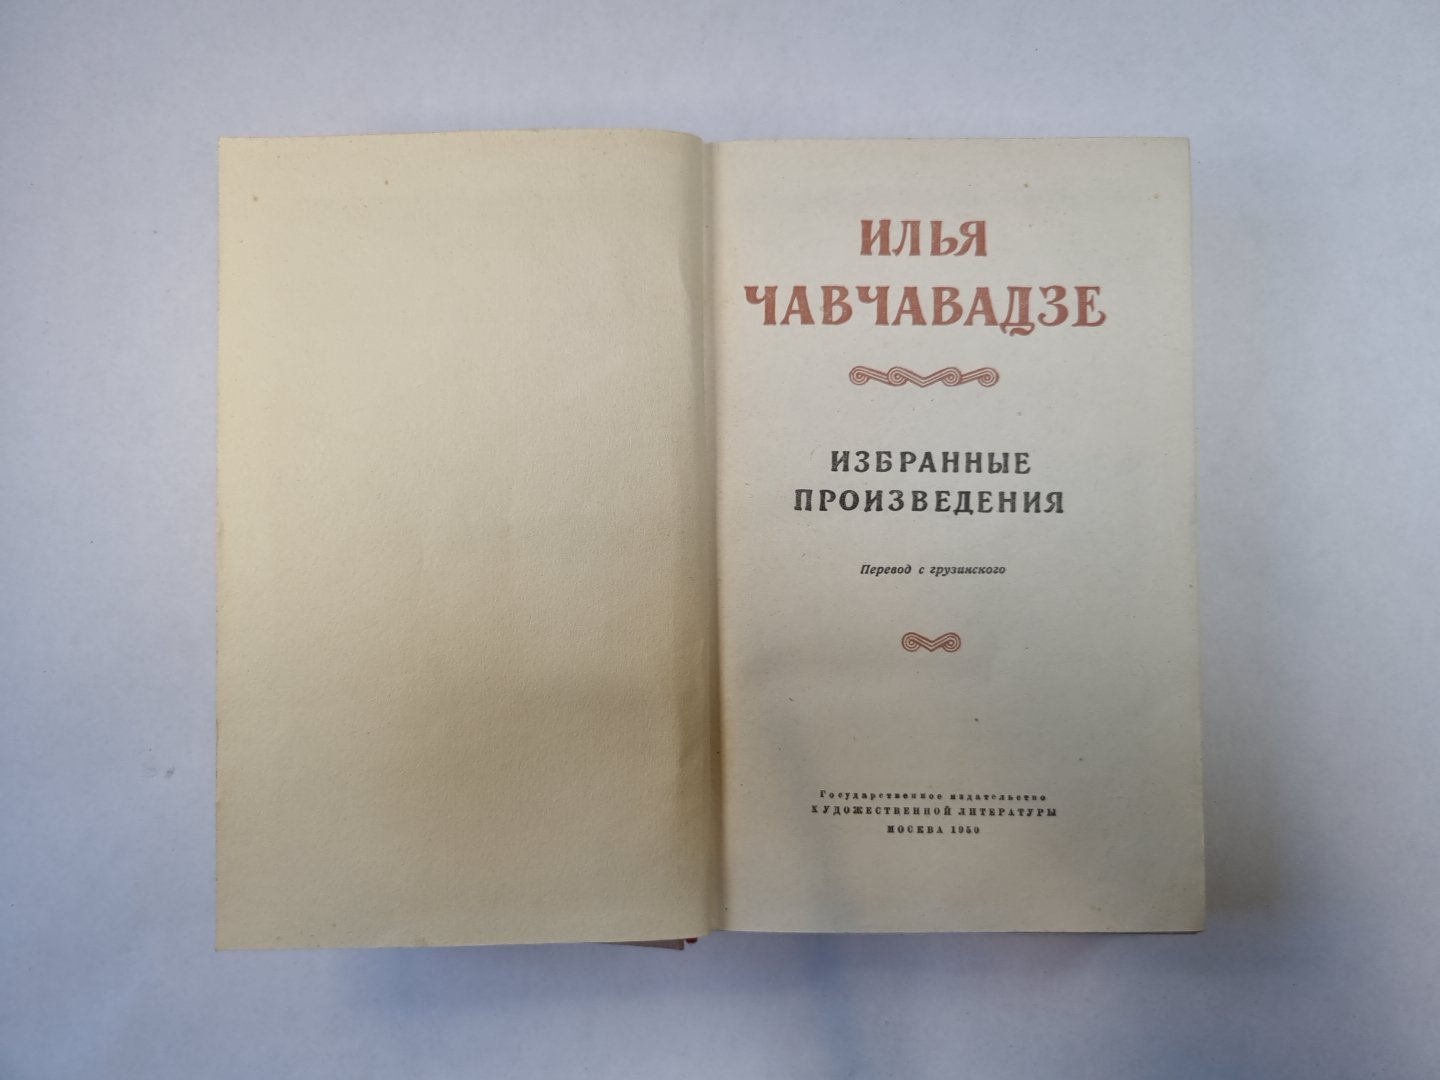 ИЛЬЯ
ЧАВЧАВАДЗЕ
ИЗБРАННЫЕ
ПРОИЗВЕДЕНИЯ
Перевод с грузинского
Государственное издательство
ХУДОЖЕСТВЕННОЙ ЛИТЕРАТУРЫ
МОСКВА 1950